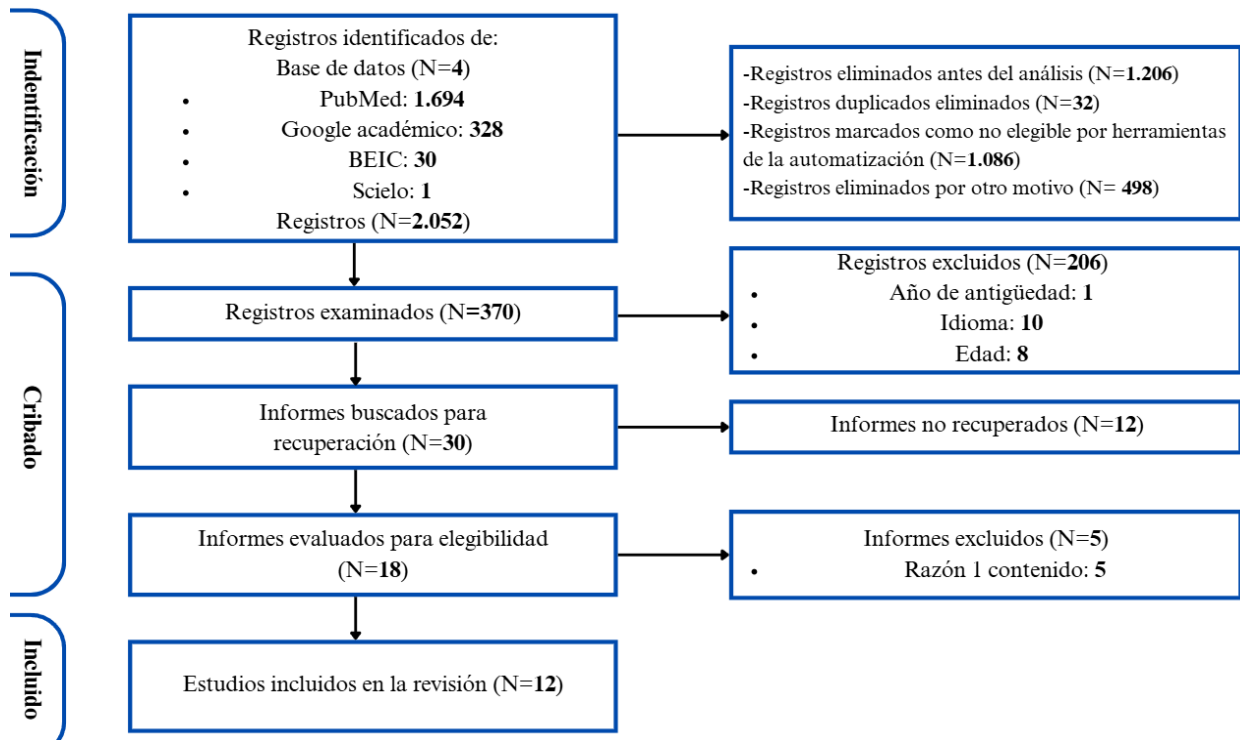 Indentificación
Registros identificados de:
Base de datos (N=4)
• PubMed: 1.694
• Google académico: 328
• BEIC: 30
• Scielo: 1
Registros (N=2.052)
-Registros eliminados antes del análisis (N=1.206)
-Registros duplicados eliminados (N=32)
-Registros marcados como no elegible por herramientas
de la automatización (N=1.086)
-Registros eliminados por otro motivo (N= 498)
Cribado
Registros examinados (N=370)
Registros excluidos (N=206)
• Año de antigüedad: 1
• Idioma: 10
• Edad: 8
Informes buscados para
recuperación (N=30)
Informes no recuperados (N=12)
Informes evaluados para elegibilidad
(N=18)
Informes excluidos (N=5)
• Razón 1 contenido: 5
Incluido
Estudios incluidos en la revisión (N=12)